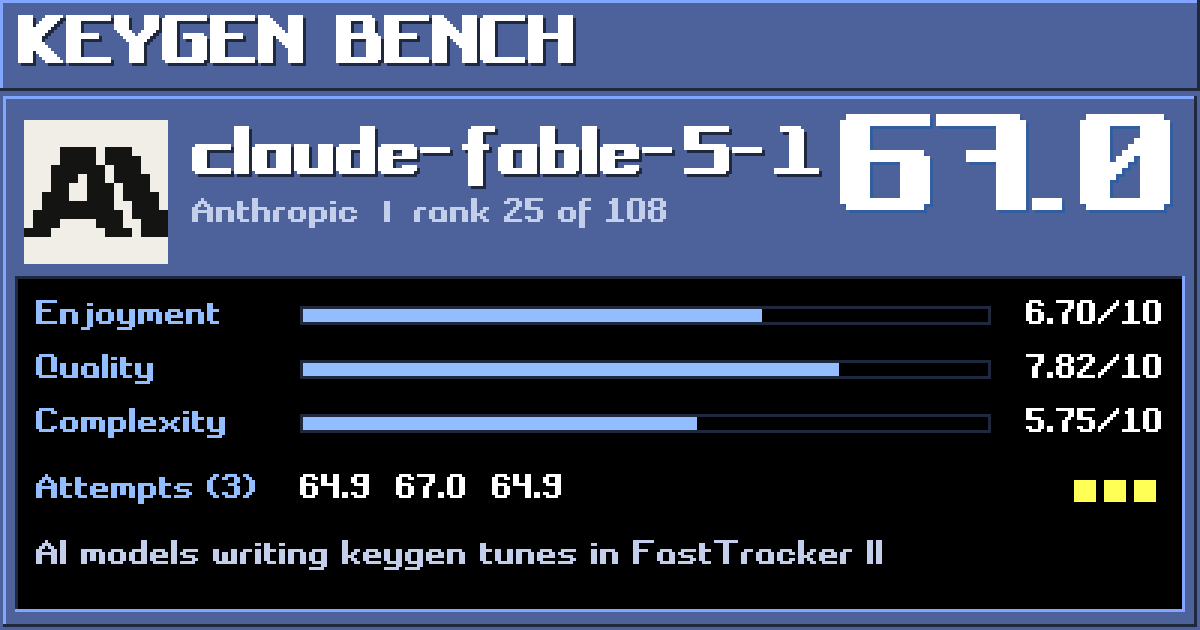 KEYGEN BENCH
claude-fable-5-1
67.0
Anthropic | rank 25 of 108
Enjoyment 6.70/10
Quality 7.82/10
Complexity 5.75/10
Attempts (3) 64.9 67.0 64.9
AI models writing keygen tunes in FastTracker II